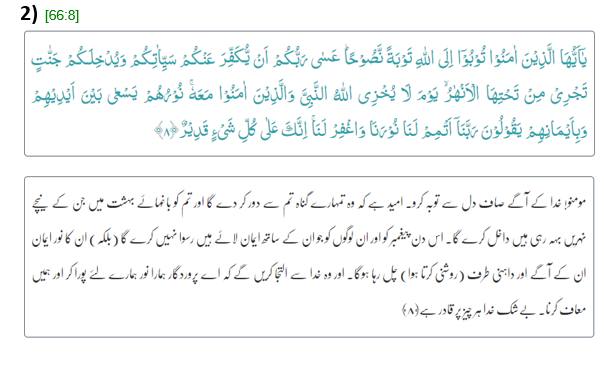 2) [66:8]
يٰۤاَيُّهَا الَّذِيۡنَ اٰمَنُوۡا تُوۡبُوۡۤا اِلَى اللّٰهِ تَوۡبَةً نَّصُوۡحًاؕ عَسٰى رَبُّكُمۡ اَنۡ يُّكَفِّرَ عَنۡكُمۡ سَيِّاٰتِكُمۡ وَيُدۡخِلَكُمۡ جَنّٰتٍ
تَجۡرِىۡ مِنۡ تَحۡتِهَا الۡاَنۡهٰرُۙ يَوۡمَ لَا يُخۡزِى اللّٰهُ النَّبِىَّ وَالَّذِيۡنَ اٰمَنُوۡا مَعَهٗ​ۚ نُوۡرُهُمۡ يَسۡعٰى بَيۡنَ اَيۡدِيۡهِمۡ
وَبِاَيۡمَانِهِمۡ يَقُوۡلُوۡنَ رَبَّنَاۤ اَتۡمِمۡ لَنَا نُوۡرَنَا وَاغۡفِرۡ لَنَا​ۚ اِنَّكَ عَلٰى كُلِّ شَىۡءٍ قَدِيۡرٌ‏ ﴿۸﴾
مومنو! خدا کے آگے صاف دل سے توبہ کرو۔ امید ہے کہ وہ تمہارے گناہ تم سے دور کر دے گا اور تم کو باغہائے بہشت میں جن کے نیچے
نہریں بہہ رہی ہیں داخل کرے گا۔ اس دن پیغمبر کو اور ان لوگوں کو جو ان کے ساتھ ایمان لائے ہیں رسوا نہیں کرے گا (بلکہ) ان کا نور ایمان
ان کے آگے اور داہنی طرف (روشنی کرتا ہوا) چل رہا ہوگا۔ اور وہ خدا سے التجا کریں گے کہ اے پروردگار ہمارا نور ہمارے لئے پورا کر اور ہمیں
معاف کرنا۔ بے شک خدا ہر چیز پر قادر ہے ﴿۸﴾